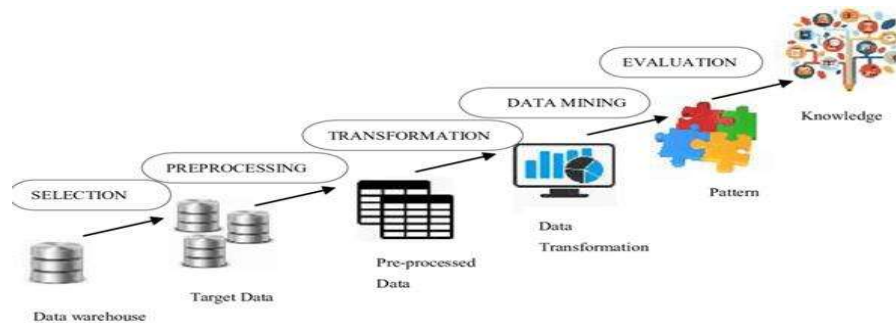 EVALUATION
Knowledge
DATA MINING
TRANSFORMATION
Pattern
PREPROCESSING
Data
Transformation
SELECTION
Pre-processed
Data
Target Data
Data warehouse